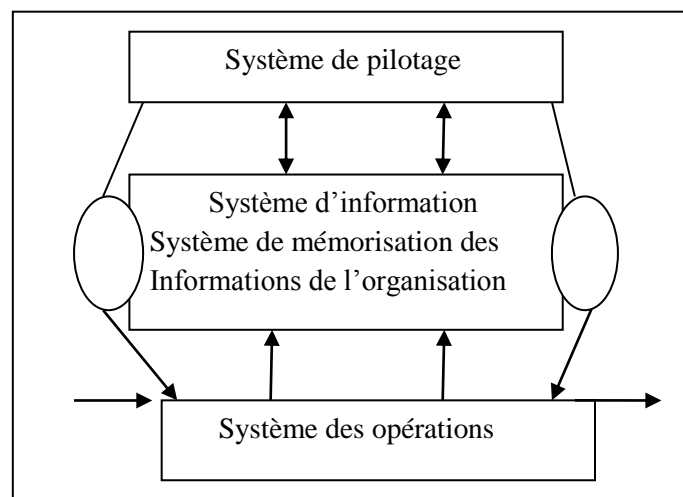 Système de pilotage
Système d’information
Système de mémorisation des
Informations de l’organisation
Système des opérations